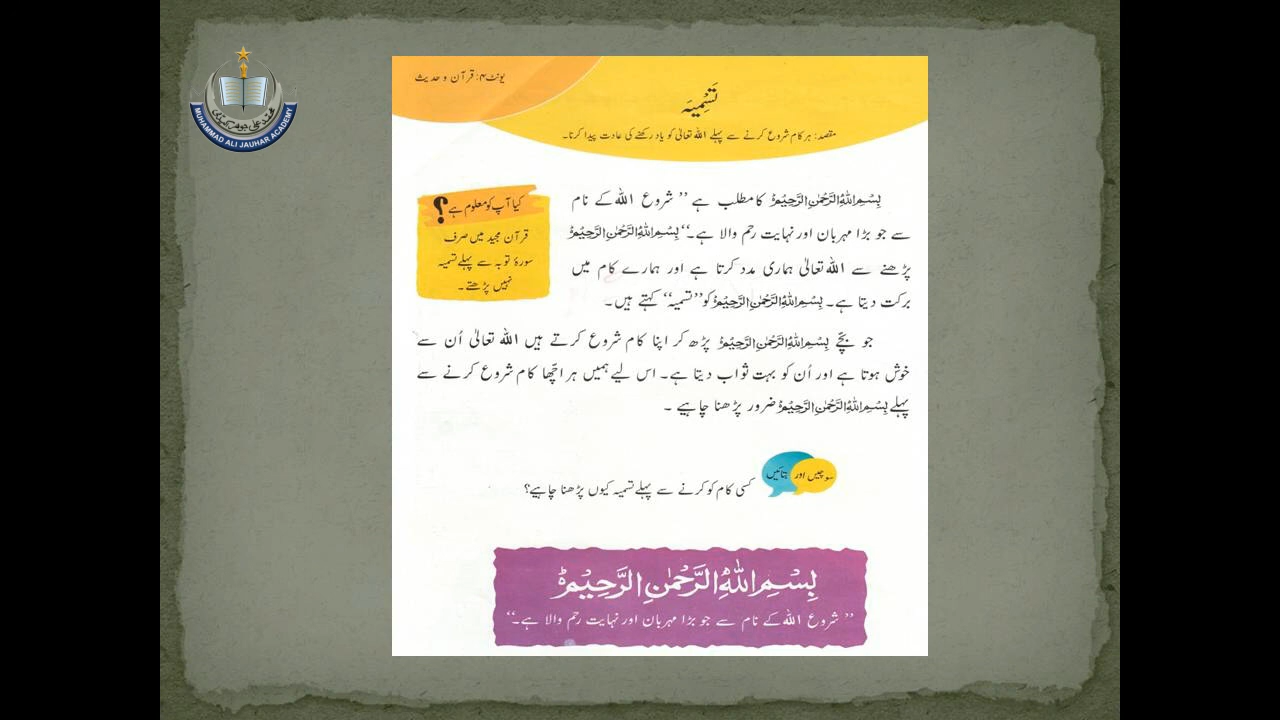 محمد علی جوہر اکیڈمی
MUHAMMAD ALI JAUHAR ACADEMY
یونٹ ۴: قرآن و حدیث
تَسْمِیَہ
مقصد: ہر کام شروع کرنے سے پہلے اللہ تعالیٰ کو یاد رکھنے کی عادت پیدا کرنا۔
بِسْمِ اللّٰهِ الرَّحْمٰنِ الرَّحِيْمِ کا مطلب ہے ”شروع اللہ کے نام
سے جو بڑا مہربان اور نہایت رحم والا ہے۔“ بِسْمِ اللّٰهِ الرَّحْمٰنِ الرَّحِيْمِ
پڑھنے سے اللہ تعالیٰ ہماری مدد کرتا ہے اور ہمارے کام میں
برکت دیتا ہے۔ بِسْمِ اللّٰهِ الرَّحْمٰنِ الرَّحِيْمِ کو ”تسمیہ“ کہتے ہیں۔
کیا آپ کو معلوم ہے؟
قرآن مجید میں صرف
سورۂ توبہ سے پہلے تسمیہ
نہیں پڑھتے۔
جو بچّے بِسْمِ اللّٰهِ الرَّحْمٰنِ الرَّحِيْمِ پڑھ کر اپنا کام شروع کرتے ہیں اللہ تعالیٰ اُن سے
خوش ہوتا ہے اور اُن کو بہت ثواب دیتا ہے۔ اس لیے ہمیں ہر اچّھا کام شروع کرنے سے
پہلے بِسْمِ اللّٰهِ الرَّحْمٰنِ الرَّحِيْمِ ضرور پڑھنا چاہیے۔
سوچیں اور بتائیں
کسی کام کو کرنے سے پہلے تسمیہ کیوں پڑھنا چاہیے؟
بِسْمِ اللّٰهِ الرَّحْمٰنِ الرَّحِيْمِ
”شروع اللہ کے نام سے جو بڑا مہربان اور نہایت رحم والا ہے۔“